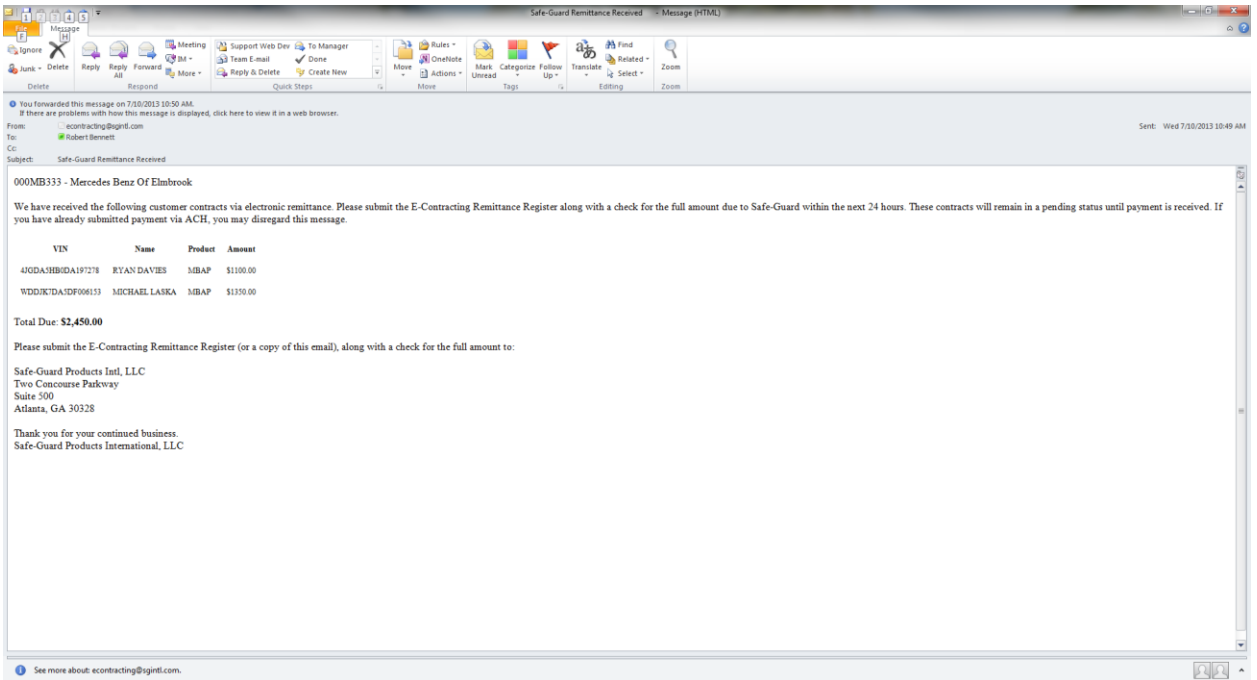 Safe-Guard Remittance Received - Message (HTML)
1 2 3 4 5
File Message
F H
Ignore
Junk
Delete
Reply
Reply All
Forward
Meeting
IM
More
Support Web Dev
Team E-mail
Reply & Delete
To Manager
Done
Create New
Move
Rules
OneNote
Actions
Mark Unread
Categorize
Follow Up
Translate
Find
Related
Select
Zoom
Delete Respond Quick Steps Move Tags Editing Zoom
You forwarded this message on 7/10/2013 10:50 AM.
If there are problems with how this message is displayed, click here to view it in a web browser.
From: econtracting@sgintl.com Sent: Wed 7/10/2013 10:49 AM
To: Robert Bennett
Cc:
Subject: Safe-Guard Remittance Received
000MB333 - Mercedes Benz Of Elmbrook
We have received the following customer contracts via electronic remittance. Please submit the E-Contracting Remittance Register along with a check for the full amount due to Safe-Guard within the next 24 hours. These contracts will remain in a pending status until payment is received. If
you have already submitted payment via ACH, you may disregard this message.
VIN Name Product Amount
4JGDA5HB0DA197278 RYAN DAVIES MBAP $1100.00
WDDJK7DA5DF006153 MICHAEL LASKA MBAP $1350.00
Total Due: $2,450.00
Please submit the E-Contracting Remittance Register (or a copy of this email), along with a check for the full amount to:
Safe-Guard Products Intl, LLC
Two Concourse Parkway
Suite 500
Atlanta, GA 30328
Thank you for your continued business.
Safe-Guard Products International, LLC
See more about: econtracting@sgintl.com.